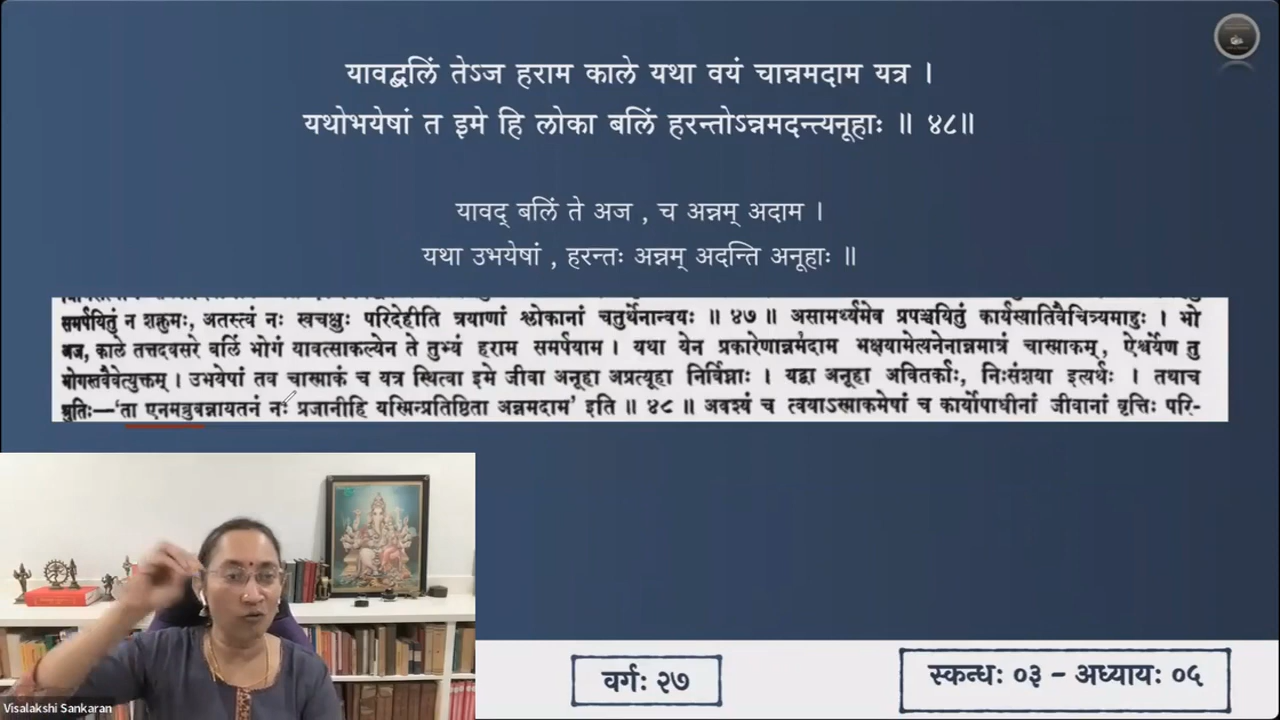 यावद्बलिं तेऽज हराम काले यथा वयं चान्नमदाम यत्र ।
यथोभयेषां त इमे हि लोका बलिं हरन्तोऽन्नमदन्त्यनूहाः ॥ ४८॥
यावद् बलिं ते अज , च अन्नम् अदाम ।
यथा उभयेषां , हरन्तः अन्नम् अदन्ति अनूहाः ॥
समर्पयितुं न शक्नुमः, अतस्त्वं नः स्वचक्षुः परिदेहीति त्रयाणां श्लोकानां चतुर्थेनान्वयः ॥ ४७ ॥ असामर्थ्यमेव प्रपञ्चयितुं कार्यस्यातिवैचित्र्यमाहुः । भो
अज, काले तत्तदवसरे बलिं भोगं यावत्साकल्येन ते तुभ्यं हराम समर्पयाम । यथा येन प्रकारेणान्नमदाम भक्षयामेत्यनेनान्नमात्रं चास्माकम्, ऐश्वर्येण तु
भोगस्तवैवेत्युक्तम् । उभयेषां तव चास्माकं च यत्र स्थित्वा इमे जीवा अनूहा अप्रत्यूहा निर्विघ्नाः । यद्वा अनूहा अवितर्काः, निःसंशया इत्यर्थः । तथाच
श्रुतिः—'ता एनमब्रुवन्नायतनं नः प्रजानीहि यस्मिन्प्रतिष्ठिता अन्नमदाम' इति ॥ ४८ ॥ अवश्यं च त्वयाऽस्माकमेषां च कार्योपाधीनां जीवानां वृत्तिः परि-
Visalakshi Sankaran
वर्गः २७
स्कन्धः ०३ – अध्यायः ०५